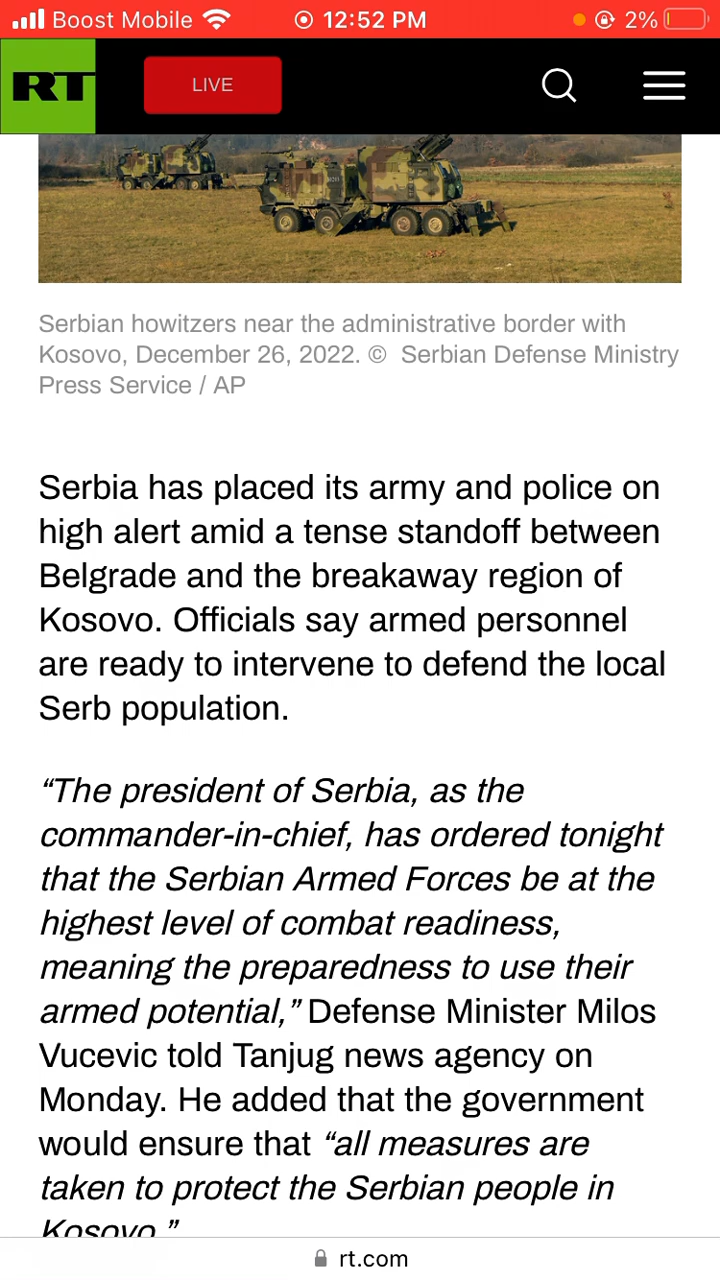 Boost Mobile 12:52 PM 2%
RT LIVE
Serbian howitzers near the administrative border with
Kosovo, December 26, 2022. © Serbian Defense Ministry
Press Service / AP
Serbia has placed its army and police on
high alert amid a tense standoff between
Belgrade and the breakaway region of
Kosovo. Officials say armed personnel
are ready to intervene to defend the local
Serb population.
“The president of Serbia, as the
commander-in-chief, has ordered tonight
that the Serbian Armed Forces be at the
highest level of combat readiness,
meaning the preparedness to use their
armed potential,” Defense Minister Milos
Vucevic told Tanjug news agency on
Monday. He added that the government
would ensure that “all measures are
taken to protect the Serbian people in
Kosovo.”
rt.com